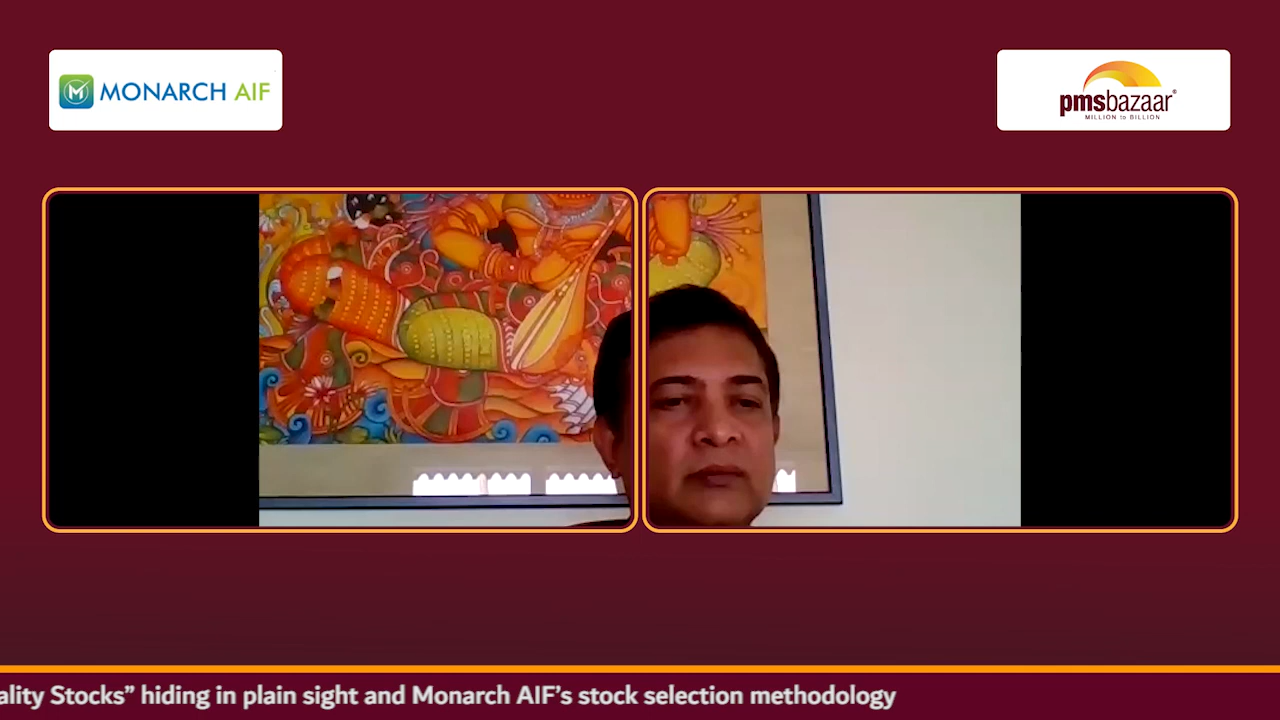 MONARCH AIF
pmsbazaar
MILLION to BILLION
ality Stocks” hiding in plain sight and Monarch AIF’s stock selection methodology